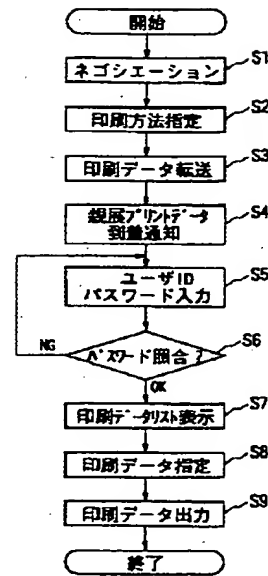 開始
S1
ネゴシエーション
S2
印刷方法指定
S3
印刷データ転送
S4
親展プリントデータ
到着通知
S5
ユーザID
パスワード入力
S6
NG
パスワード照合?
OK
S7
印刷データリスト表示
S8
印刷データ指定
S9
印刷データ出力
終了